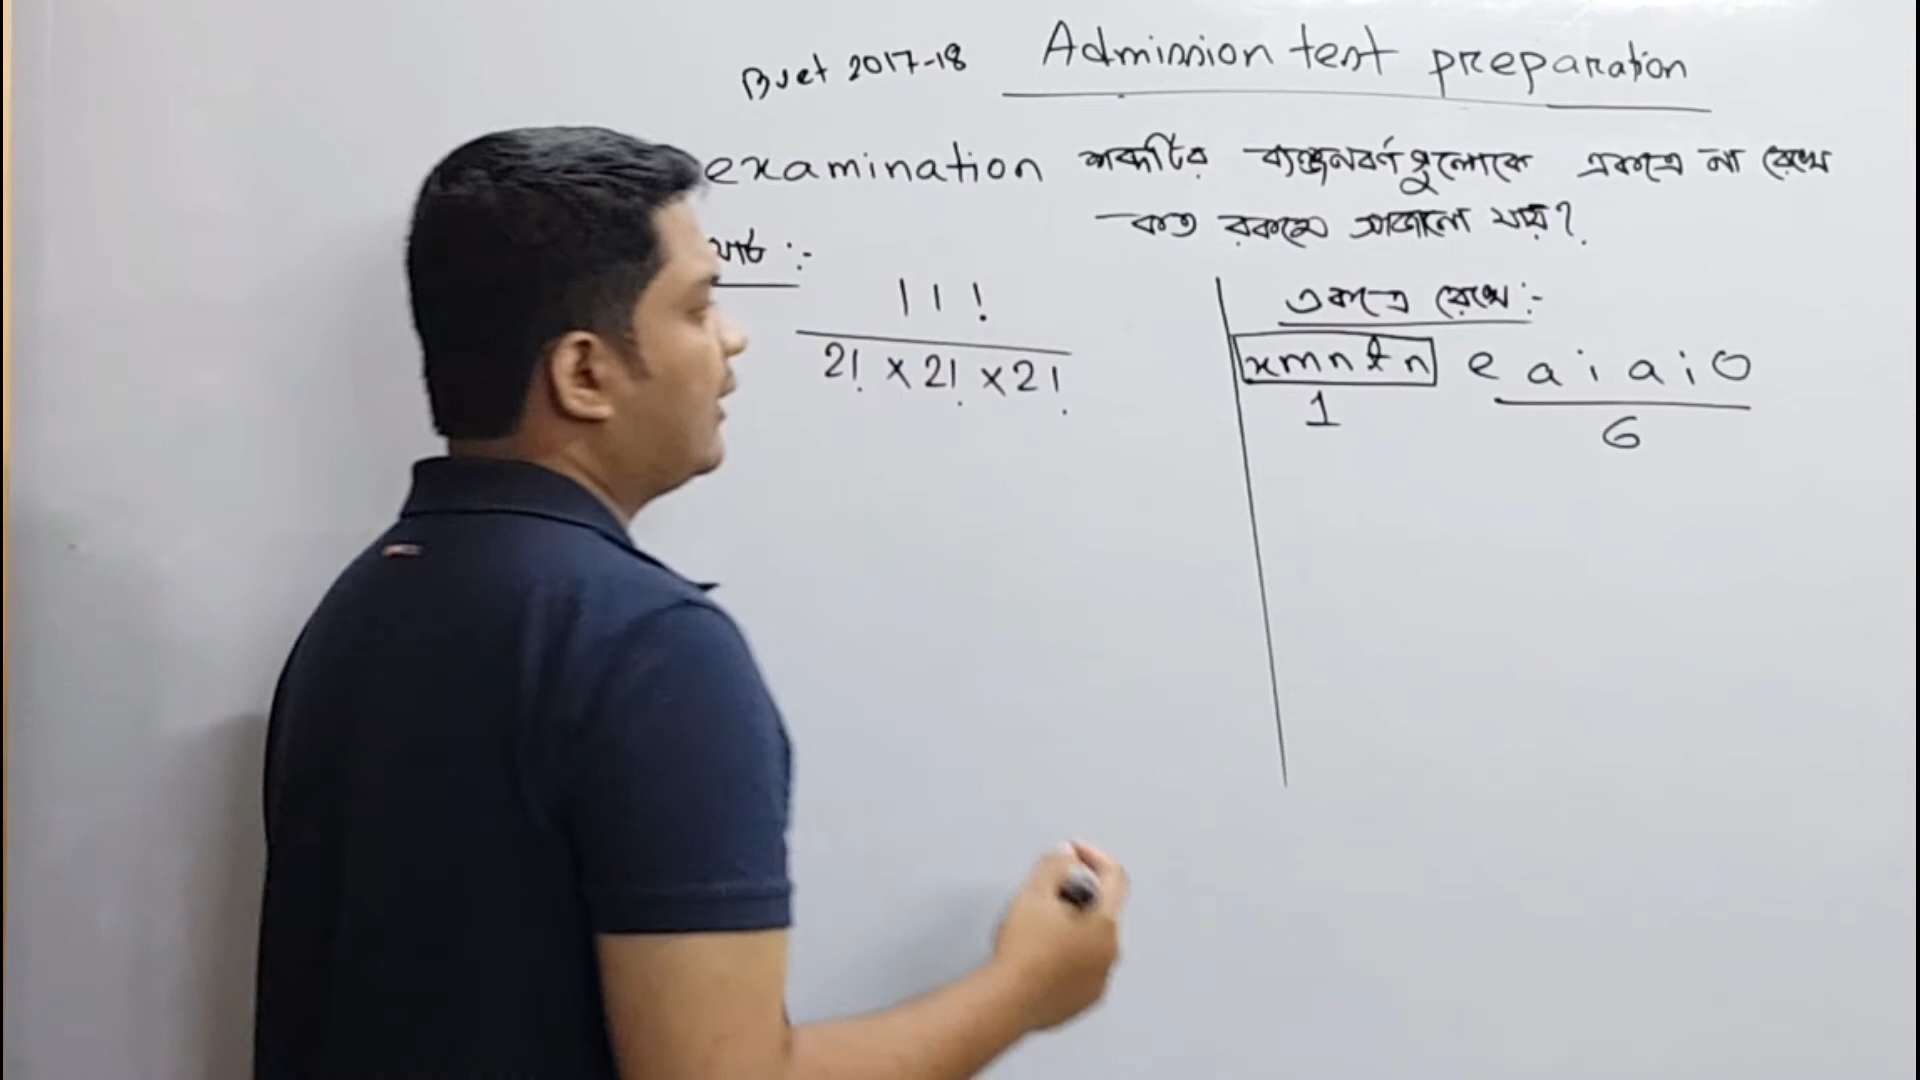 Buet 2017-18 Admission test preparation
examination শব্দটির ব্যঞ্জনবর্ণ গুলোকে একত্রে না রেখে
কত রকমে সাজানো যায়?
11!
2! × 2! × 2!
একত্রে রেখে :-
xmntn e a i a i o
1 6